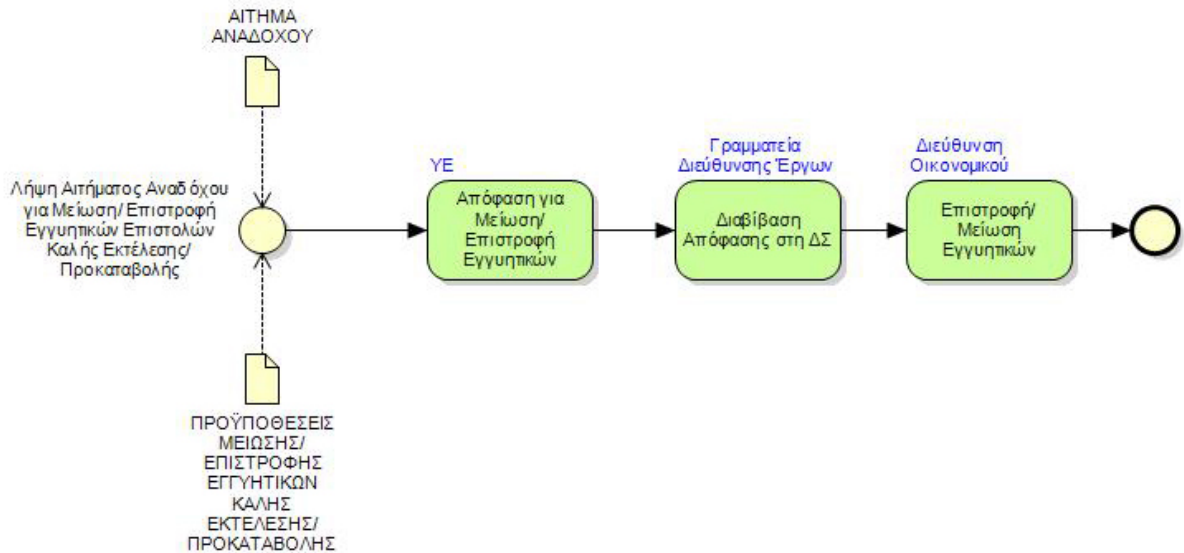 ΑΙΤΗΜΑ
ΑΝΑΔΟΧΟΥ
Λήψη Αιτήματος Αναδόχου
για Μείωση/ Επιστροφή
Εγγυητικών Επιστολών
Καλής Εκτέλεσης/
Προκαταβολής
ΥΕ
Απόφαση για
Μείωση/
Επιστροφή
Εγγυητικών
Γραμματεία
Διεύθυνσης Έργων
Διαβίβαση
Απόφασης στη ΔΣ
Διεύθυνση
Οικονομικού
Επιστροφή/
Μείωση
Εγγυητικών
ΠΡΟΫΠΟΘΕΣΕΙΣ
ΜΕΙΩΣΗΣ/
ΕΠΙΣΤΡΟΦΗΣ
ΕΓΓΥΗΤΙΚΩΝ
ΚΑΛΗΣ
ΕΚΤΕΛΕΣΗΣ/
ΠΡΟΚΑΤΑΒΟΛΗΣ